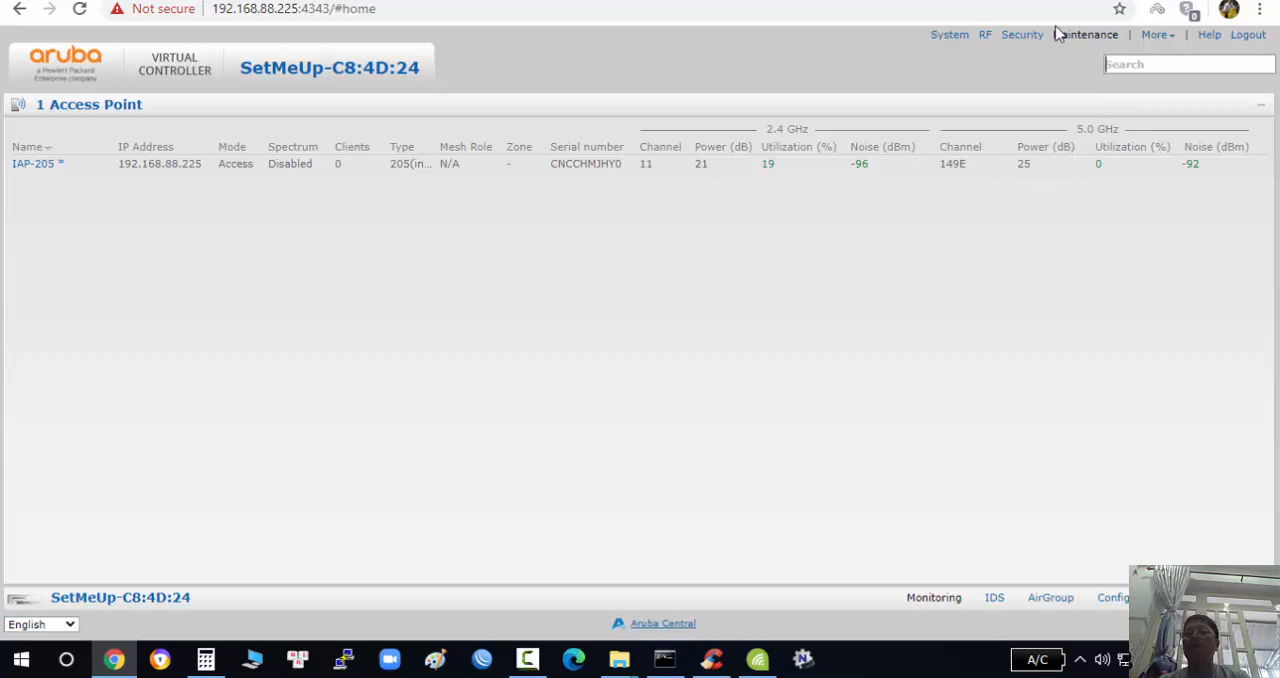 Not secure 192.168.88.225:4343/#home
System RF Security Maintenance | More | Help | Logout
aruba
a Hewlett Packard
Enterprise company
VIRTUAL
CONTROLLER
SetMeUp-C8:4D:24
Search
1 Access Point
2.4 GHz 5.0 GHz
Name IP Address Mode Spectrum Clients Type Mesh Role Zone Serial number Channel Power (dB) Utilization (%) Noise (dBm) Channel Power (dB) Utilization (%) Noise (dBm)
IAP-205 * 192.168.88.225 Access Disabled 0 205(in... N/A - CNCCHMJHY0 11 21 19 -96 149E 25 0 -92
SetMeUp-C8:4D:24
Monitoring IDS AirGroup Config
English
Aruba Central
A/C